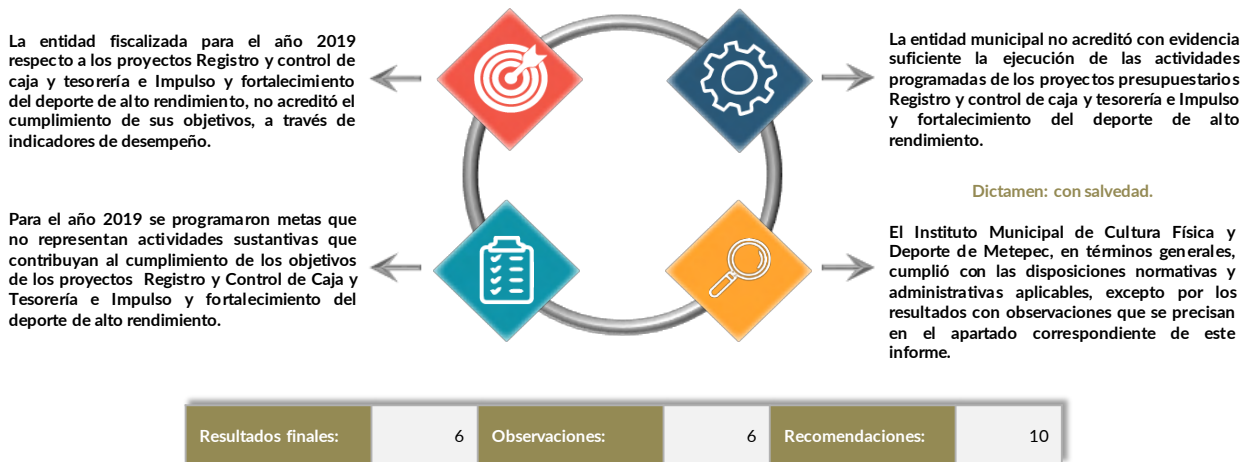 La entidad fiscalizada para el año 2019
respecto a los proyectos Registro y control de
caja y tesorería e Impulso y fortalecimiento
del deporte de alto rendimiento, no acreditó el
cumplimiento de sus objetivos, a través de
indicadores de desempeño.
La entidad municipal no acreditó con evidencia
suficiente la ejecución de las actividades
programadas de los proyectos presupuestarios
Registro y control de caja y tesorería e Impulso
y fortalecimiento del deporte de alto
rendimiento.
Para el año 2019 se programaron metas que
no representan actividades sustantivas que
contribuyan al cumplimiento de los objetivos
de los proyectos Registro y Control de Caja y
Tesorería e Impulso y fortalecimiento del
deporte de alto rendimiento.
Dictamen: con salvedad.
El Instituto Municipal de Cultura Física y
Deporte de Metepec, en términos generales,
cumplió con las disposiciones normativas y
administrativas aplicables, excepto por los
resultados con observaciones que se precisan
en el apartado correspondiente de este
informe.
Resultados finales: 6 Observaciones: 6 Recomendaciones: 10